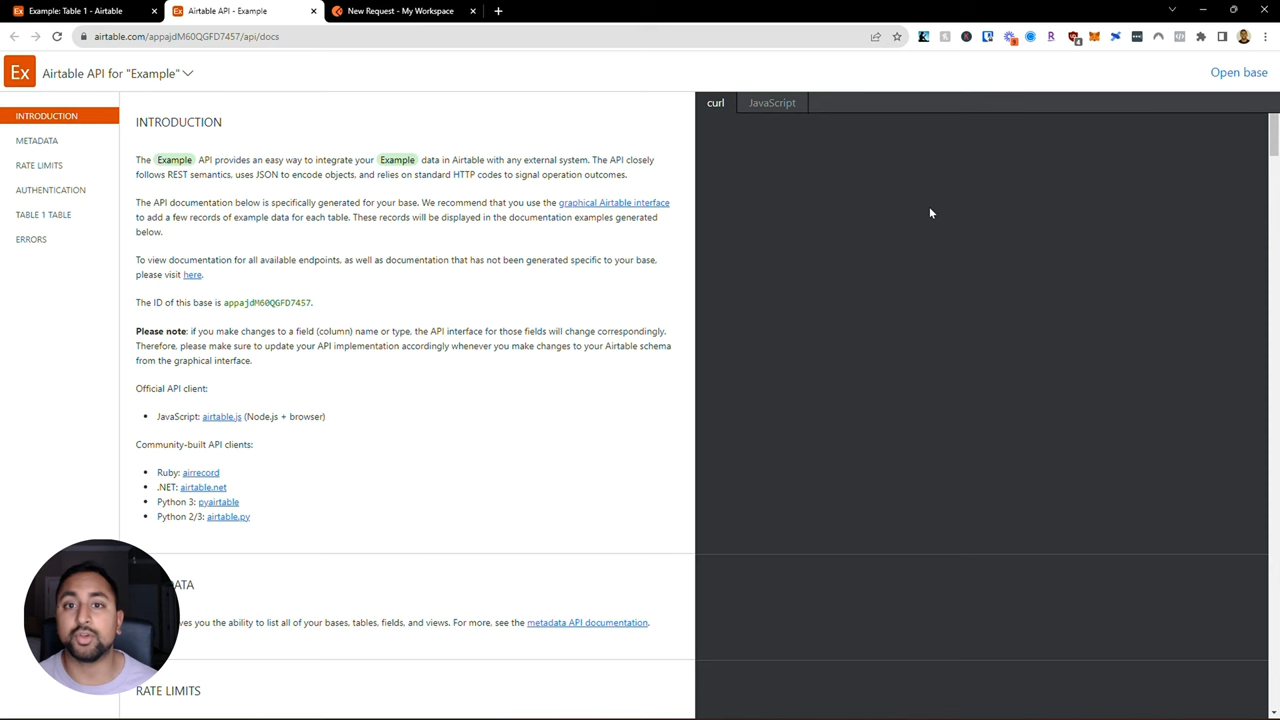 Example: Table 1 - Airtable
Airtable API - Example
New Request - My Workspace
airtable.com/appajdM60QGFD7457/api/docs
Ex
Airtable API for "Example"
Open base
INTRODUCTION
METADATA
RATE LIMITS
AUTHENTICATION
TABLE 1 TABLE
ERRORS
INTRODUCTION
The Example API provides an easy way to integrate your Example data in Airtable with any external system. The API closely
follows REST semantics, uses JSON to encode objects, and relies on standard HTTP codes to signal operation outcomes.
The API documentation below is specifically generated for your base. We recommend that you use the graphical Airtable interface
to add a few records of example data for each table. These records will be displayed in the documentation examples generated
below.
To view documentation for all available endpoints, as well as documentation that has not been generated specific to your base,
please visit here.
The ID of this base is appajdM60QGFD7457.
Please note: if you make changes to a field (column) name or type, the API interface for those fields will change correspondingly.
Therefore, please make sure to update your API implementation accordingly whenever you make changes to your Airtable schema
from the graphical interface.
Official API client:
• JavaScript: airtable.js (Node.js + browser)
Community-built API clients:
• Ruby: airrecord
• .NET: airtable.net
• Python 3: pyairtable
• Python 2/3: airtable.py
DATA
ves you the ability to list all of your bases, tables, fields, and views. For more, see the metadata API documentation.
RATE LIMITS
curl
JavaScript